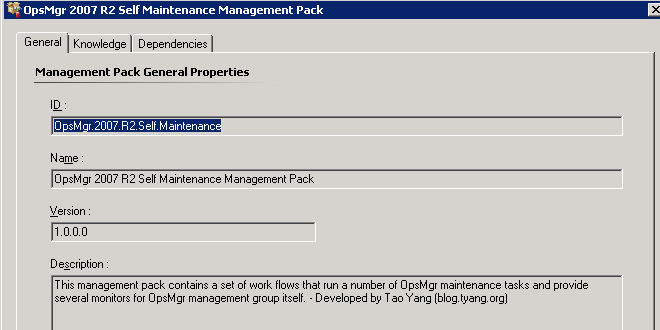 OpsMgr 2007 R2 Self Maintenance Management Pack
General Knowledge Dependencies
Management Pack General Properties
ID :
OpsMgr.2007.R2.Self.Maintenance
Name :
OpsMgr 2007 R2 Self Maintenance Management Pack
Version :
1.0.0.0
Description :
This management pack contains a set of work flows that run a number of OpsMgr maintenance tasks and provide
several monitors for OpsMgr management group itself. - Developed by Tao Yang (blog.tyang.org)